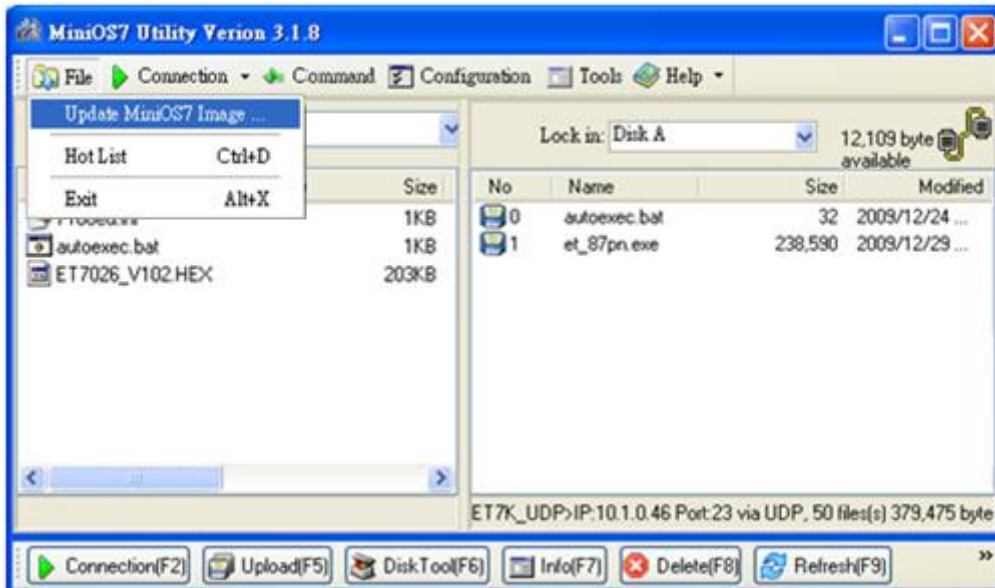 MiniOS7 Utility Verion 3.1.8
File Connection Command Configuration Tools Help
Update MiniOS7 Image ...
Hot List Ctrl+D
Exit Alt+X
Lock in: Disk A
12,109 byte available
Size
1KB
autoexec.bat 1KB
ET7026_V102.HEX 203KB
No Name Size Modified
0 autoexec.bat 32 2009/12/24 ...
1 et_87pn.exe 238,590 2009/12/29 ...
ET7K_UDP>IP:10.1.0.46 Port:23 via UDP, 50 files(s) 379,475 byte
Connection(F2) Upload(F5) DiskTool(F6) Info(F7) Delete(F8) Refresh(F9) »